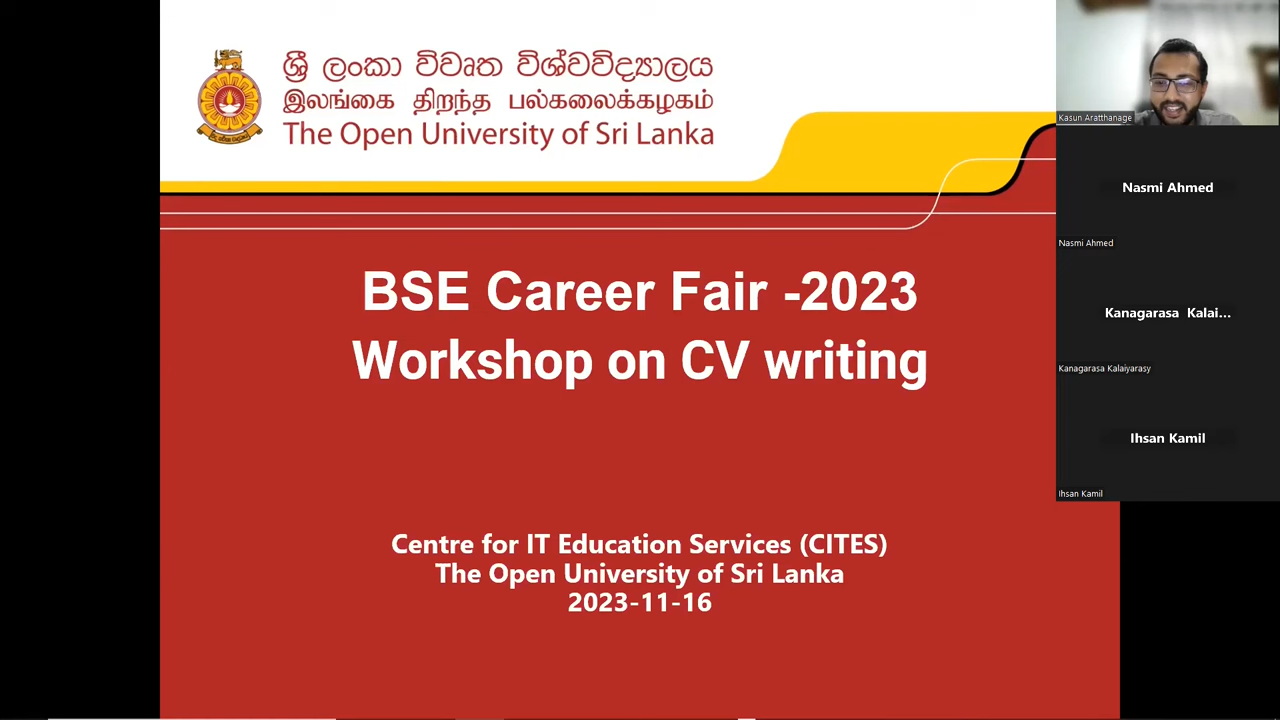 ශ්‍රී ලංකා විවෘත විශ්වවිද්‍යාලය
இலங்கை திறந்த பல்கலைக்கழகம்
The Open University of Sri Lanka
BSE Career Fair -2023
Workshop on CV writing
Centre for IT Education Services (CITES)
The Open University of Sri Lanka
2023-11-16
Kasun Aratthanage
Nasmi Ahmed
Nasmi Ahmed
Kanagarasa Kalai...
Kanagarasa Kalaiyarasy
Ihsan Kamil
Ihsan Kamil